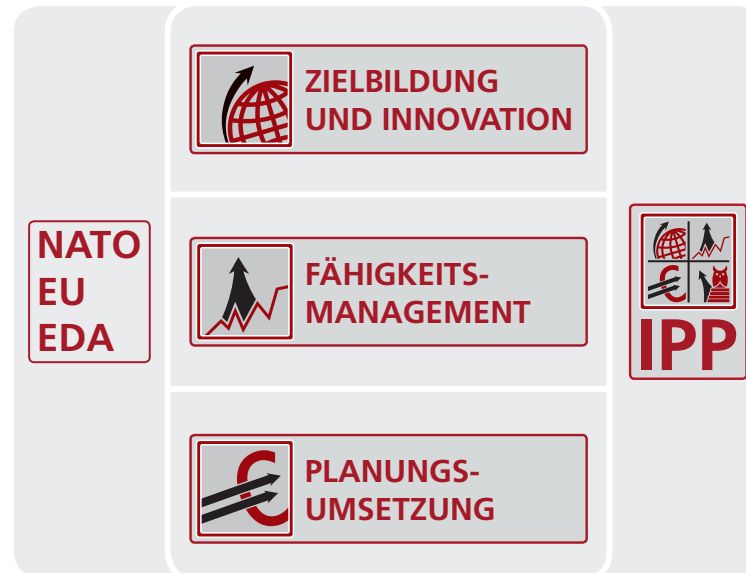 NATO
EU
EDA
ZIELBILDUNG
UND INNOVATION
FÄHIGKEITS-
MANAGEMENT
PLANUNGS-
UMSETZUNG
IPP